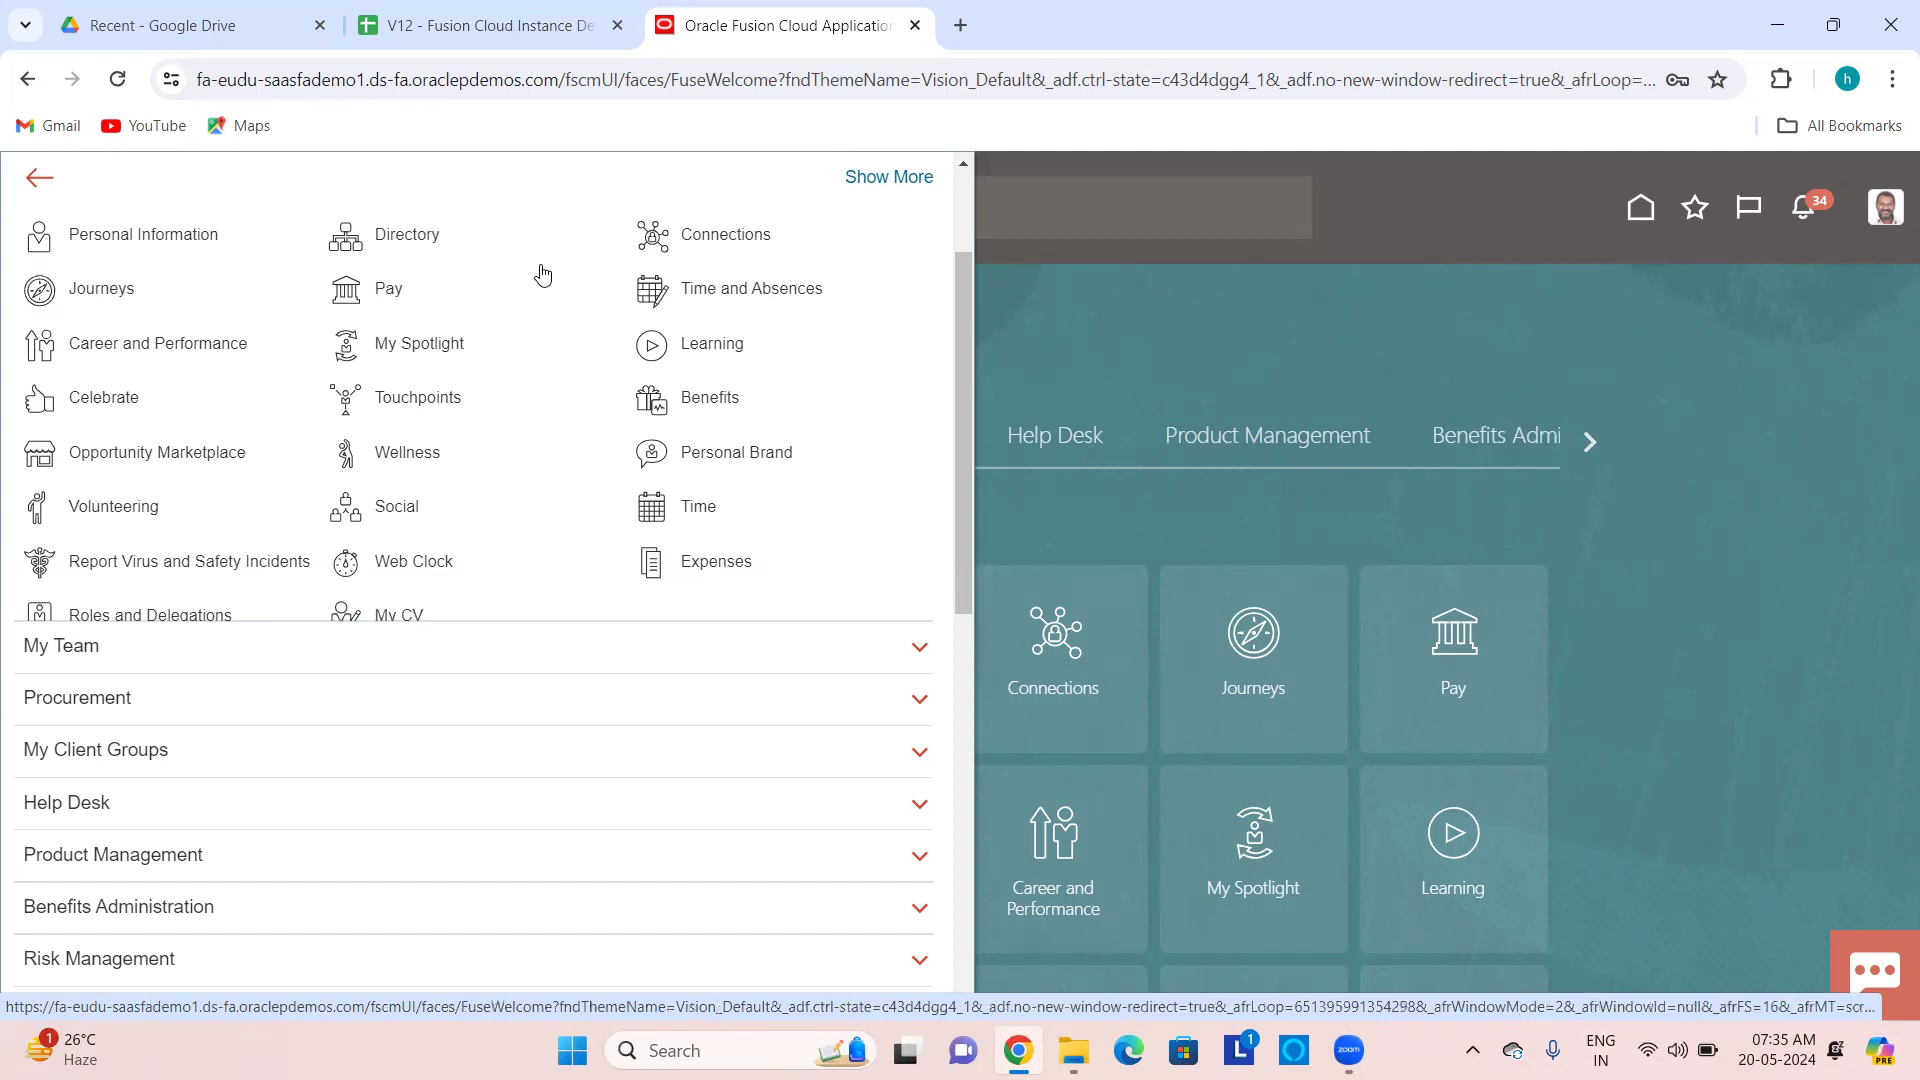 Recent - Google Drive
V12 - Fusion Cloud Instance De
Oracle Fusion Cloud Application
fa-eudu-saasfademo1.ds-fa.oraclepdemos.com/fscmUI/faces/FuseWelcome?fndThemeName=Vision_Default&_adf.ctrl-state=c43d4dgg4_1&_adf.no-new-window-redirect=true&_afrLoop=...
h
Gmail
YouTube
Maps
All Bookmarks
Show More
34
Personal Information
Directory
Connections
Journeys
Pay
Time and Absences
Career and Performance
My Spotlight
Learning
Celebrate
Touchpoints
Benefits
Opportunity Marketplace
Wellness
Personal Brand
Volunteering
Social
Time
Report Virus and Safety Incidents
Web Clock
Expenses
Roles and Delegations
My CV
My Team
Procurement
My Client Groups
Help Desk
Product Management
Benefits Administration
Risk Management
Help Desk
Product Management
Benefits Admi
Connections
Journeys
Pay
Career and
Performance
My Spotlight
Learning
https://fa-eudu-saasfademo1.ds-fa.oraclepdemos.com/fscmUI/faces/FuseWelcome?fndThemeName=Vision_Default&_adf.ctrl-state=c43d4dgg4_1&_adf.no-new-window-redirect=true&_afrLoop=65139599135429​8&_afrWindowMode=2&_afrWindowId=null&_afrFS=16&_afrMT=scr...
1
26°C
Haze
Search
L
1
zoom
ENG
IN
07:35 AM
20-05-2024
PRE